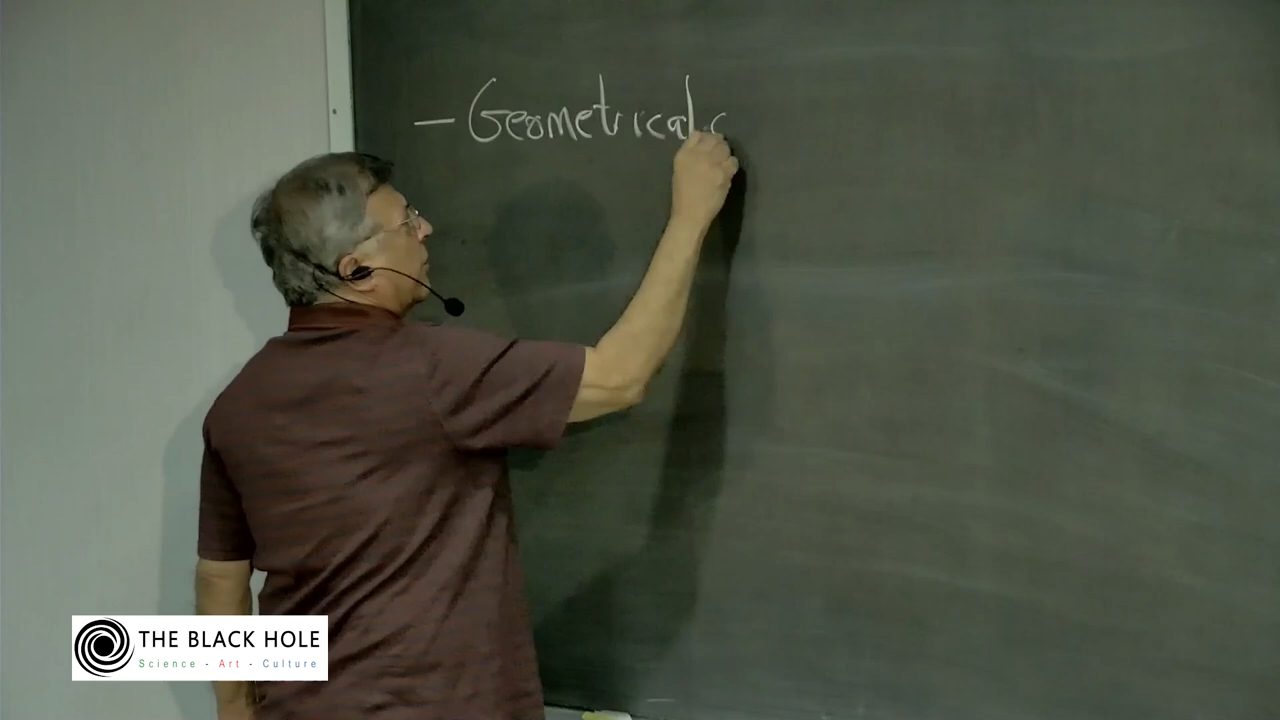 — Geometrical
THE BLACK HOLE
Science - Art - Culture